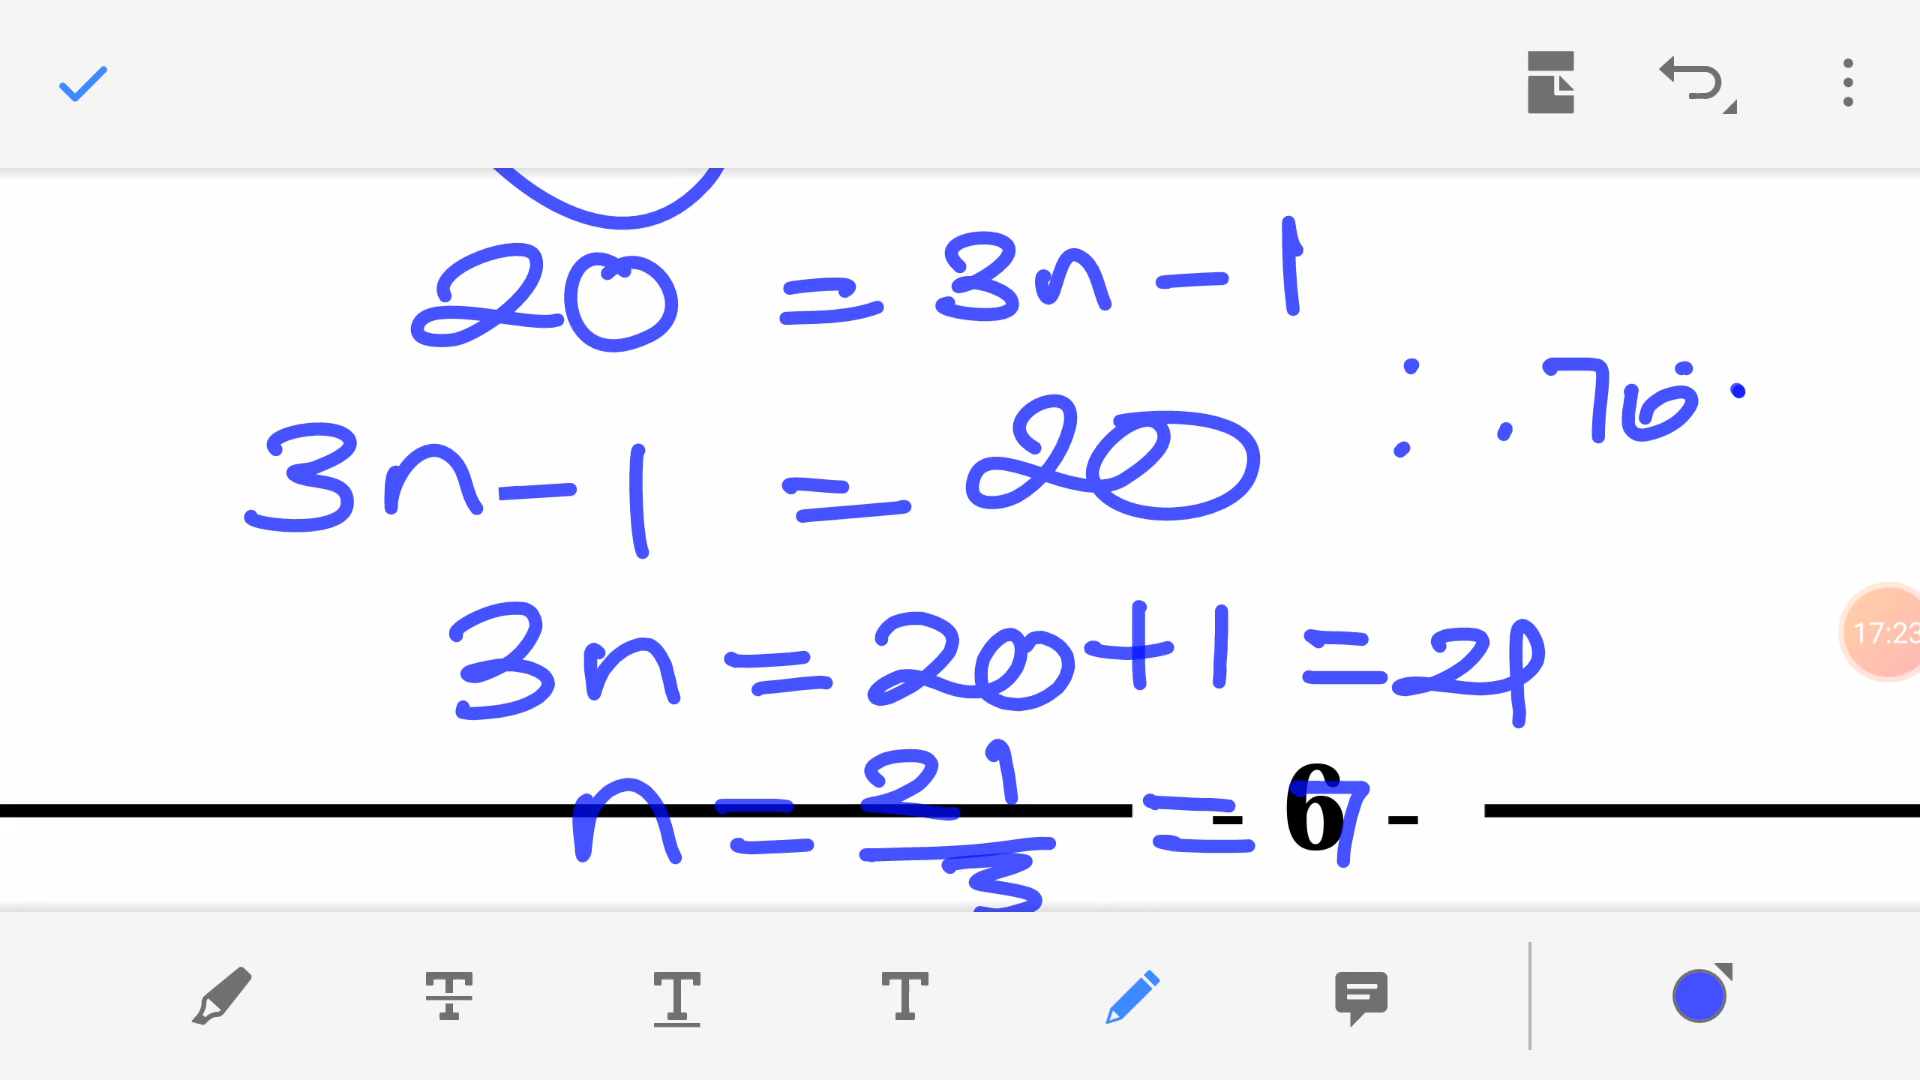 20 = 3n - 1
3n - 1 = 20
3n = 20 + 1 = 21
n = 21/3 = 7
- 6 -
17:23
T
T
T